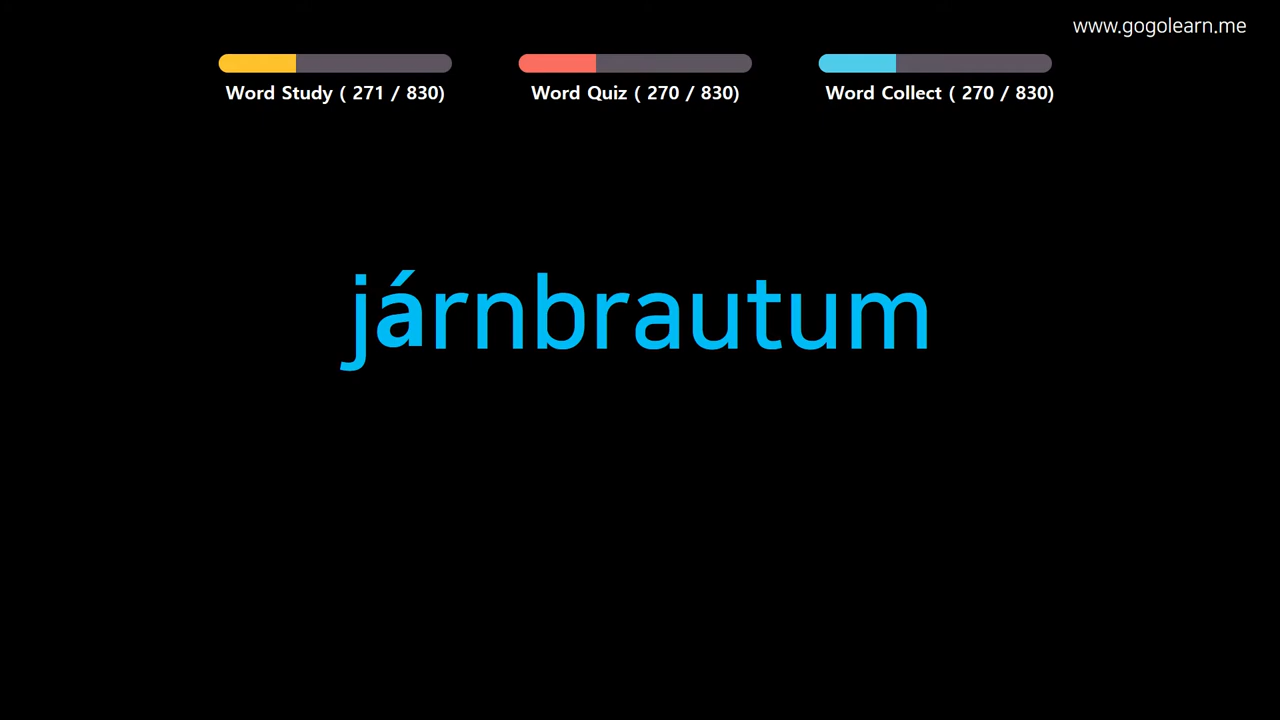 www.gogolearn.me
Word Study ( 271 / 830)
Word Quiz ( 270 / 830)
Word Collect ( 270 / 830)
járnbrautum